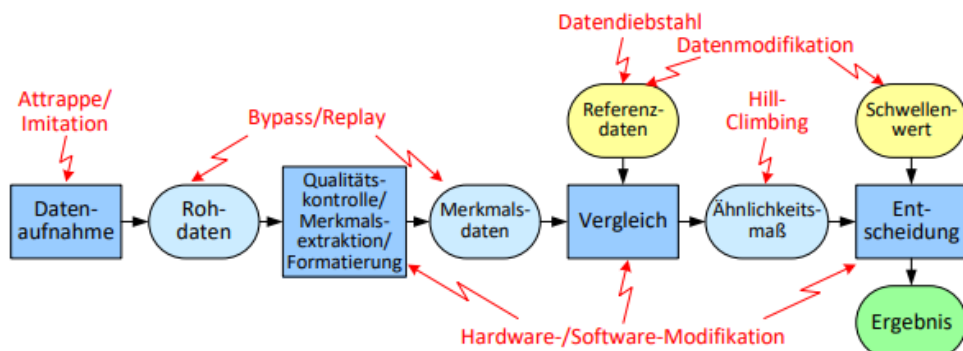 Datendiebstahl
Datenmodifikation
Attrappe/
Imitation
Bypass/Replay
Referenz-
daten
Hill-
Climbing
Schwellen-
wert
Daten-
aufnahme
Roh-
daten
Qualitäts-
kontrolle/
Merkmals-
extraktion/
Formatierung
Merkmals-
daten
Vergleich
Ähnlichkeits-
maß
Ent-
scheidung
Hardware-/Software-Modifikation
Ergebnis